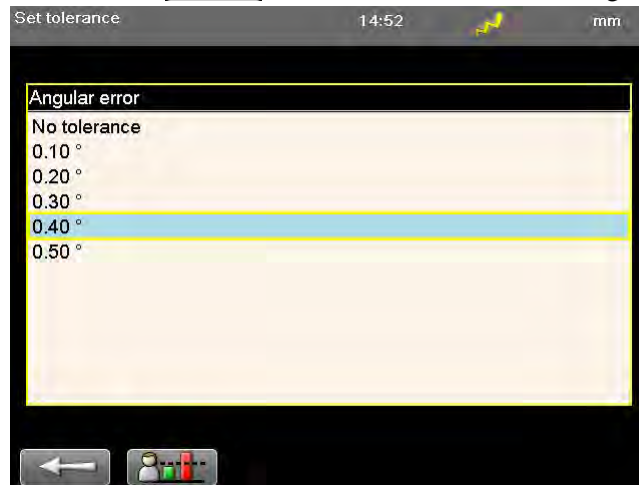 Set tolerance 14:52 mm
Angular error
No tolerance
0.10 °
0.20 °
0.30 °
0.40 °
0.50 °